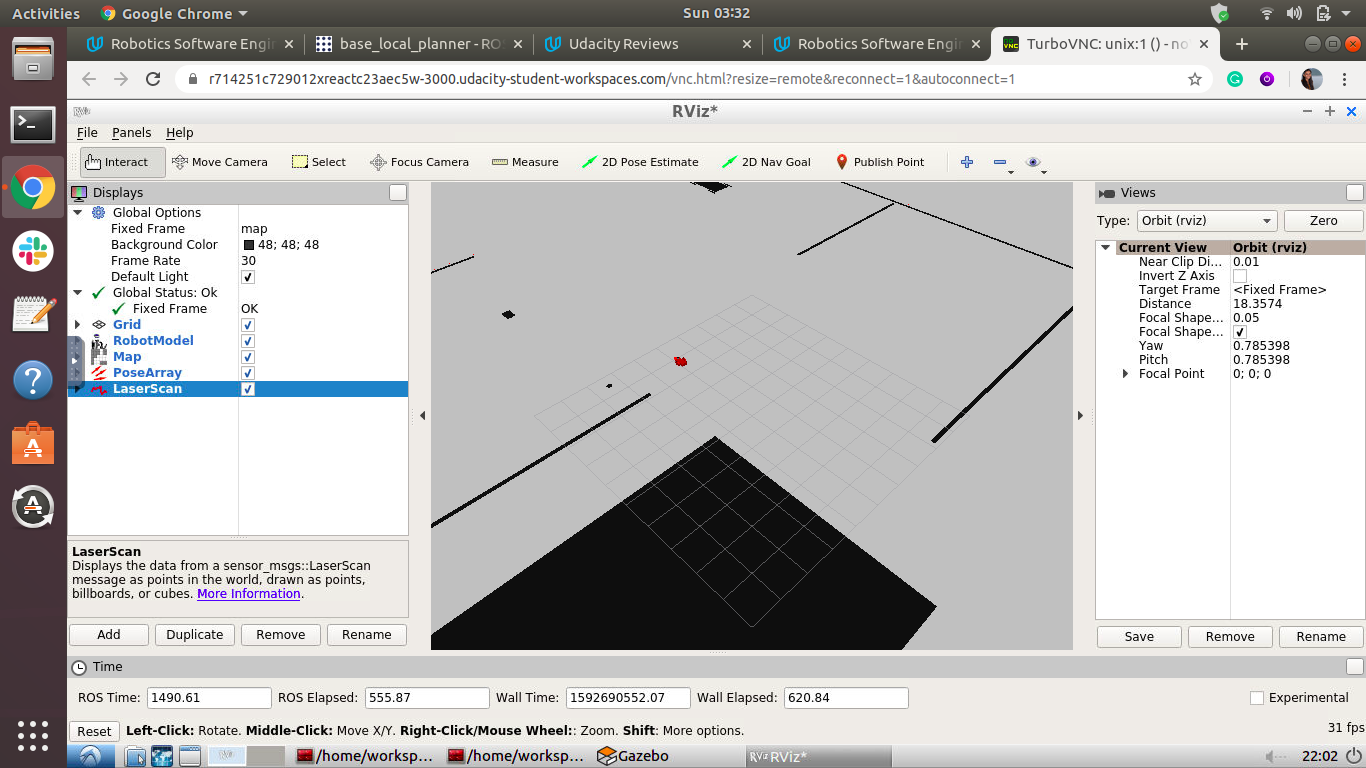 Activities
Google Chrome
Sun 03:32
Robotics Software Engin
base_local_planner - RO
Udacity Reviews
Robotics Software Engin
TurboVNC: unix:1 () - no
r714251c729012xreactc23aec5w-3000.udacity-student-workspaces.com/vnc.html?resize=remote&reconnect=1&autoconnect=1
RViz*
File Panels Help
Interact Move Camera Select Focus Camera Measure 2D Pose Estimate 2D Nav Goal Publish Point
Displays
Global Options
Fixed Frame map
Background Color 48; 48; 48
Frame Rate 30
Default Light
Global Status: Ok
Fixed Frame OK
Grid
RobotModel
Map
PoseArray
LaserScan
LaserScan
Displays the data from a sensor_msgs::LaserScan
message as points in the world, drawn as points,
billboards, or cubes. More Information.
Add Duplicate Remove Rename
Views
Type: Orbit (rviz) Zero
Current View Orbit (rviz)
Near Clip Di... 0.01
Invert Z Axis
Target Frame <Fixed Frame>
Distance 18.3574
Focal Shape... 0.05
Focal Shape...
Yaw 0.785398
Pitch 0.785398
Focal Point 0; 0; 0
Save Remove Rename
Time
ROS Time: 1490.61 ROS Elapsed: 555.87 Wall Time: 1592690552.07 Wall Elapsed: 620.84 Experimental
Reset Left-Click: Rotate. Middle-Click: Move X/Y. Right-Click/Mouse Wheel:: Zoom. Shift: More options. 31 fps
/home/worksp... /home/worksp... Gazebo RViz* 22:02